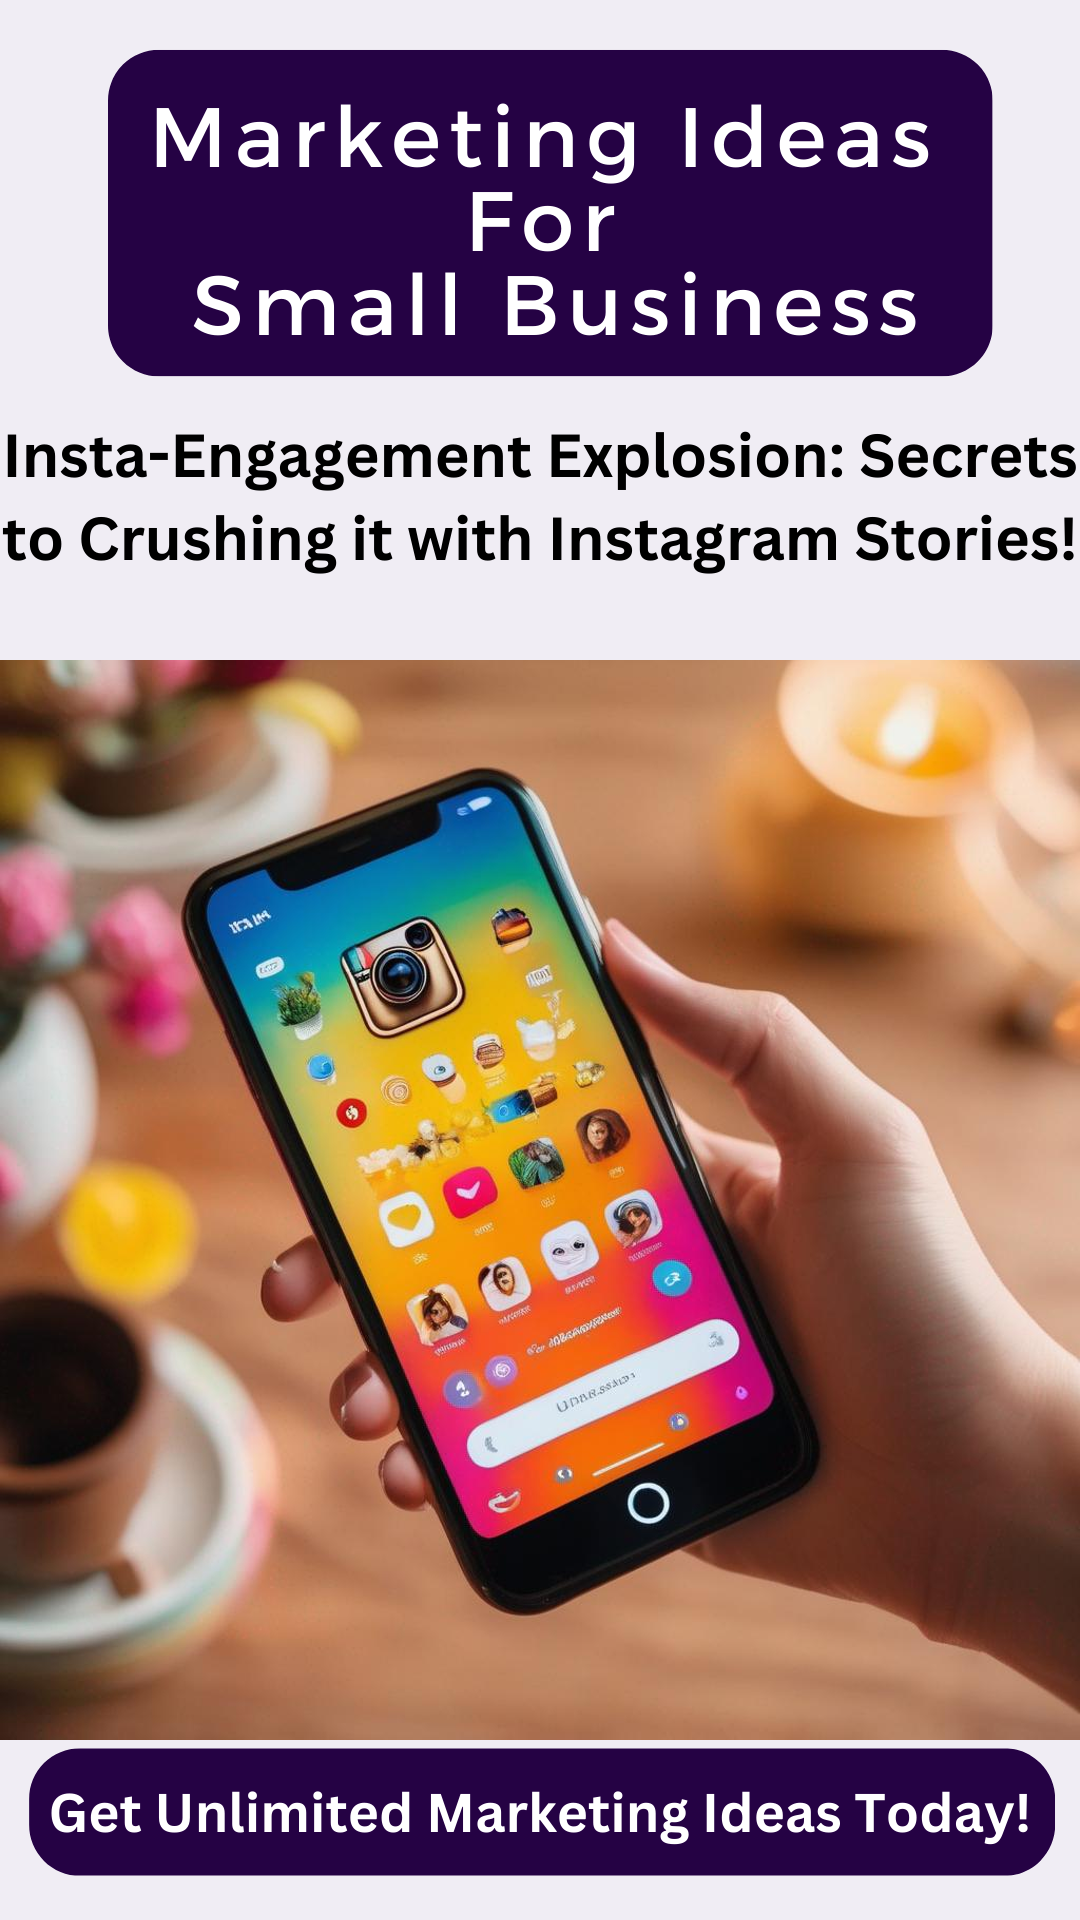 Marketing Ideas
For
Small Business
Insta-Engagement Explosion: Secrets
to Crushing it with Instagram Stories!
Get Unlimited Marketing Ideas Today!